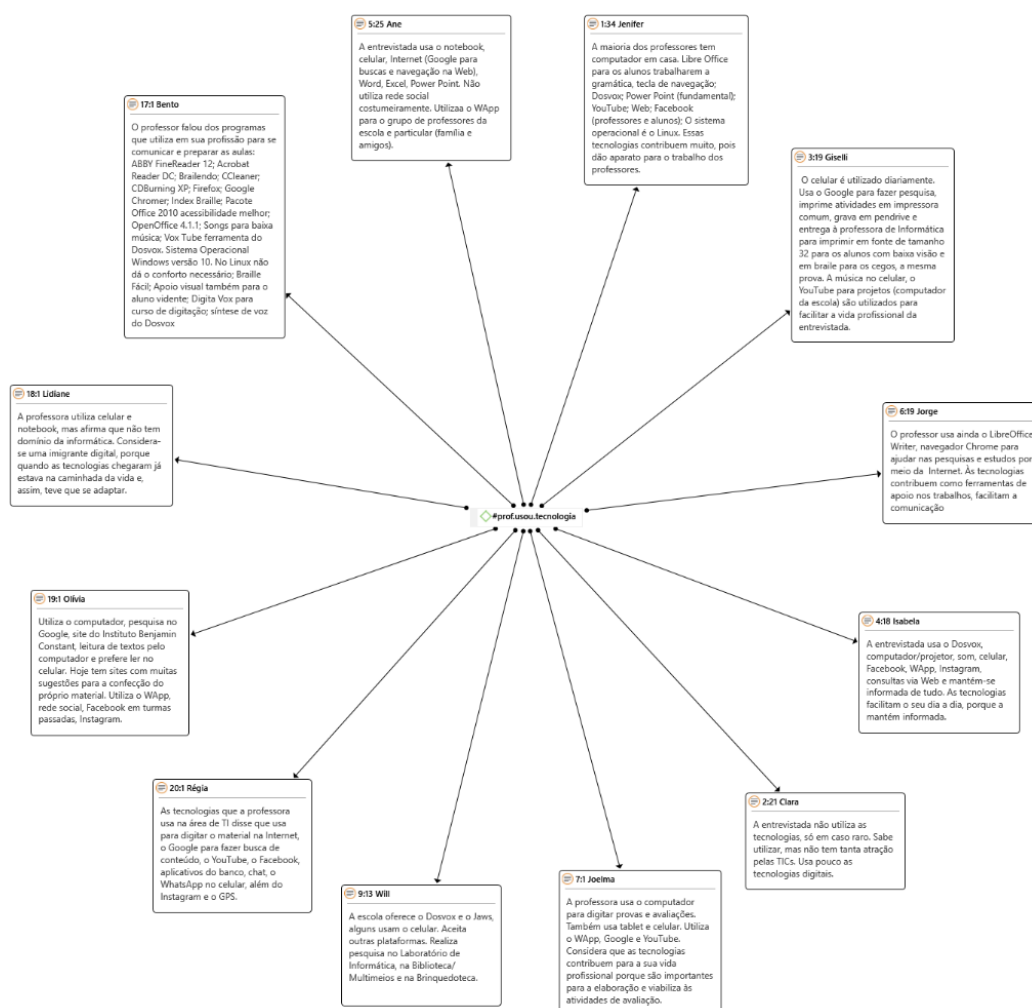 5:25 Ane
A entrevistada usa o notebook,
celular, Internet (Google para
buscas e navegação na Web),
Word, Excel, Power Point. Não
utiliza rede social
costumeiramente. Utilizaa o WApp
para o grupo de professores da
escola e particular (família e
amigos).
1:34 Jenifer
A maioria dos professores tem
computador em casa. Libre Office
para os alunos trabalharem a
gramática, tecla de navegação;
Dosvox; Power Point (fundamental);
YouTube; Web; Facebook
(professores e alunos); O sistema
operacional é o Linux. Essas
tecnologias contribuem muito, pois
dão aparato para o trabalho dos
professores.
17:1 Bento
O professor falou dos programas
que utiliza em sua profissão para se
comunicar e preparar as aulas:
ABBY FineReader 12; Acrobat
Reader DC; Brailendo; CCleaner;
CDBurning XP; Firefox; Google
Chromer; Index Braille; Pacote
Office 2010 acessibilidade melhor;
OpenOffice 4.1.1; Songs para baixa
música; Vox Tube ferramenta do
Dosvox. Sistema Operacional
Windows versão 10. No Linux não
dá o conforto necessário; Braille
Fácil; Apoio visual também para o
aluno vidente; Digita Vox para
curso de digitação; síntese de voz
do Dosvox
3:19 Giselli
O celular é utilizado diariamente.
Usa o Google para fazer pesquisa,
imprime atividades em impressora
comum, grava em pendrive e
entrega à professora de Informática
para imprimir em fonte de tamanho
32 para os alunos com baixa visão e
em braile para os cegos, a mesma
prova. A música no celular, o
YouTube para projetos (computador
da escola) são utilizados para
facilitar a vida profissional da
entrevistada.
18:1 Lidiane
A professora utiliza celular e
notebook, mas afirma que não tem
domínio da informática. Considera-
se uma imigrante digital, porque
quando as tecnologias chegaram já
estava na caminhada da vida e,
assim, teve que se adaptar.
6:19 Jorge
O professor usa ainda o LibreOffice
Writer, navegador Chrome para
ajudar nas pesquisas e estudos por
meio da Internet. Às tecnologias
contribuem como ferramentas de
apoio nos trabalhos, facilitam a
comunicação
#prof.usou.tecnologia
19:1 Olívia
Utiliza o computador, pesquisa no
Google, site do Instituto Benjamin
Constant, leitura de textos pelo
computador e prefere ler no
celular. Hoje tem sites com muitas
sugestões para a confecção do
próprio material. Utiliza o WApp,
rede social, Facebook em turmas
passadas, Instagram.
4:18 Isabela
A entrevistada usa o Dosvox,
computador/projetor, som, celular,
Facebook, WApp, Instagram,
consultas via Web e mantém-se
informada de tudo. As tecnologias
facilitam o seu dia a dia, porque a
mantém informada.
20:1 Régia
As tecnologias que a professora
usa na área de TI disse que usa
para digitar o material na Internet,
o Google para fazer busca de
conteúdo, o YouTube, o Facebook,
aplicativos do banco, chat, o
WhatsApp no celular, além do
Instagram e o GPS.
2:21 Clara
A entrevistada não utiliza as
tecnologias, só em caso raro. Sabe
utilizar, mas não tem tanta atração
pelas TICs. Usa pouco as
tecnologias digitais.
9:13 Will
A escola oferece o Dosvox e o Jaws,
alguns usam o celular. Aceita
outras plataformas. Realiza
pesquisa no Laboratório de
Informática, na Biblioteca/
Multimeios e na Brinquedoteca.
7:1 Joelma
A professora usa o computador
para digitar provas e avaliações.
Também usa tablet e celular. Utiliza
o WApp, Google e YouTube.
Considera que as tecnologias
contribuem para a sua vida
profissional porque são importantes
para a elaboração e viabiliza às
atividades de avaliação.